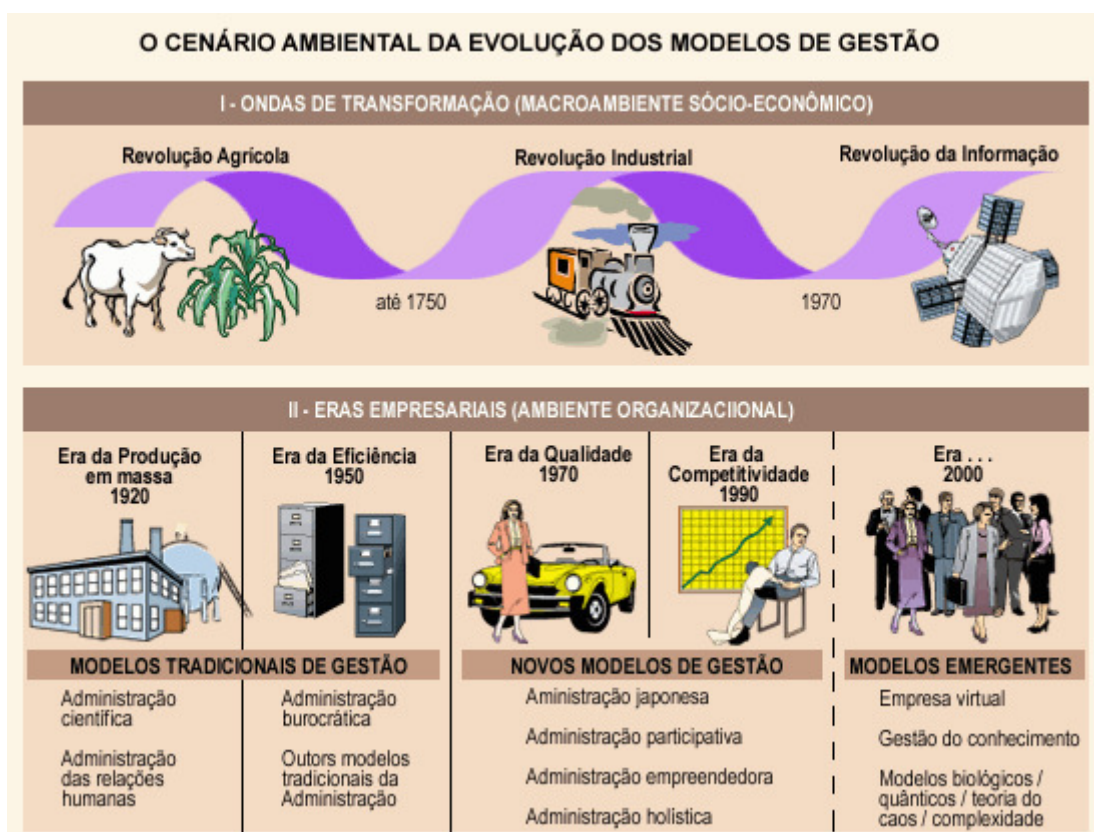 O CENÁRIO AMBIENTAL DA EVOLUÇÃO DOS MODELOS DE GESTÃO
I - ONDAS DE TRANSFORMAÇÃO (MACROAMBIENTE SÓCIO-ECONÔMICO)
Revolução Agrícola
Revolução Industrial
Revolução da Informação
até 1750
1970
II - ERAS EMPRESARIAIS (AMBIENTE ORGANIZACIIONAL)
Era da Produção
em massa
1920
Era da Eficiência
1950
Era da Qualidade
1970
Era da
Competitividade
1990
Era . . .
2000
MODELOS TRADICIONAIS DE GESTÃO
Administração
científica
Administração
das relações
humanas
Administração
burocrática
Outors modelos
tradicionais da
Administração
NOVOS MODELOS DE GESTÃO
Aministração japonesa
Administração participativa
Administração empreendedora
Administração holística
MODELOS EMERGENTES
Empresa virtual
Gestão do conhecimento
Modelos biológicos /
quânticos / teoria do
caos / complexidade